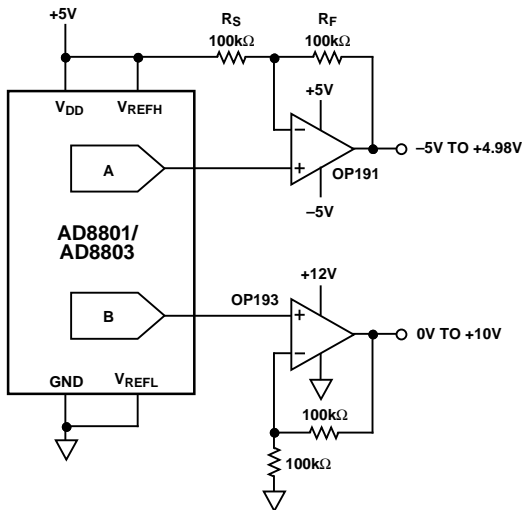 +5V
RS
100kΩ
RF
100kΩ
VDD
VREFH
+5V
−
+
OP191
–5V TO +4.98V
–5V
A
AD8801/
AD8803
B
OP193
+12V
+
−
0V TO +10V
GND
VREFL
100kΩ
100kΩ